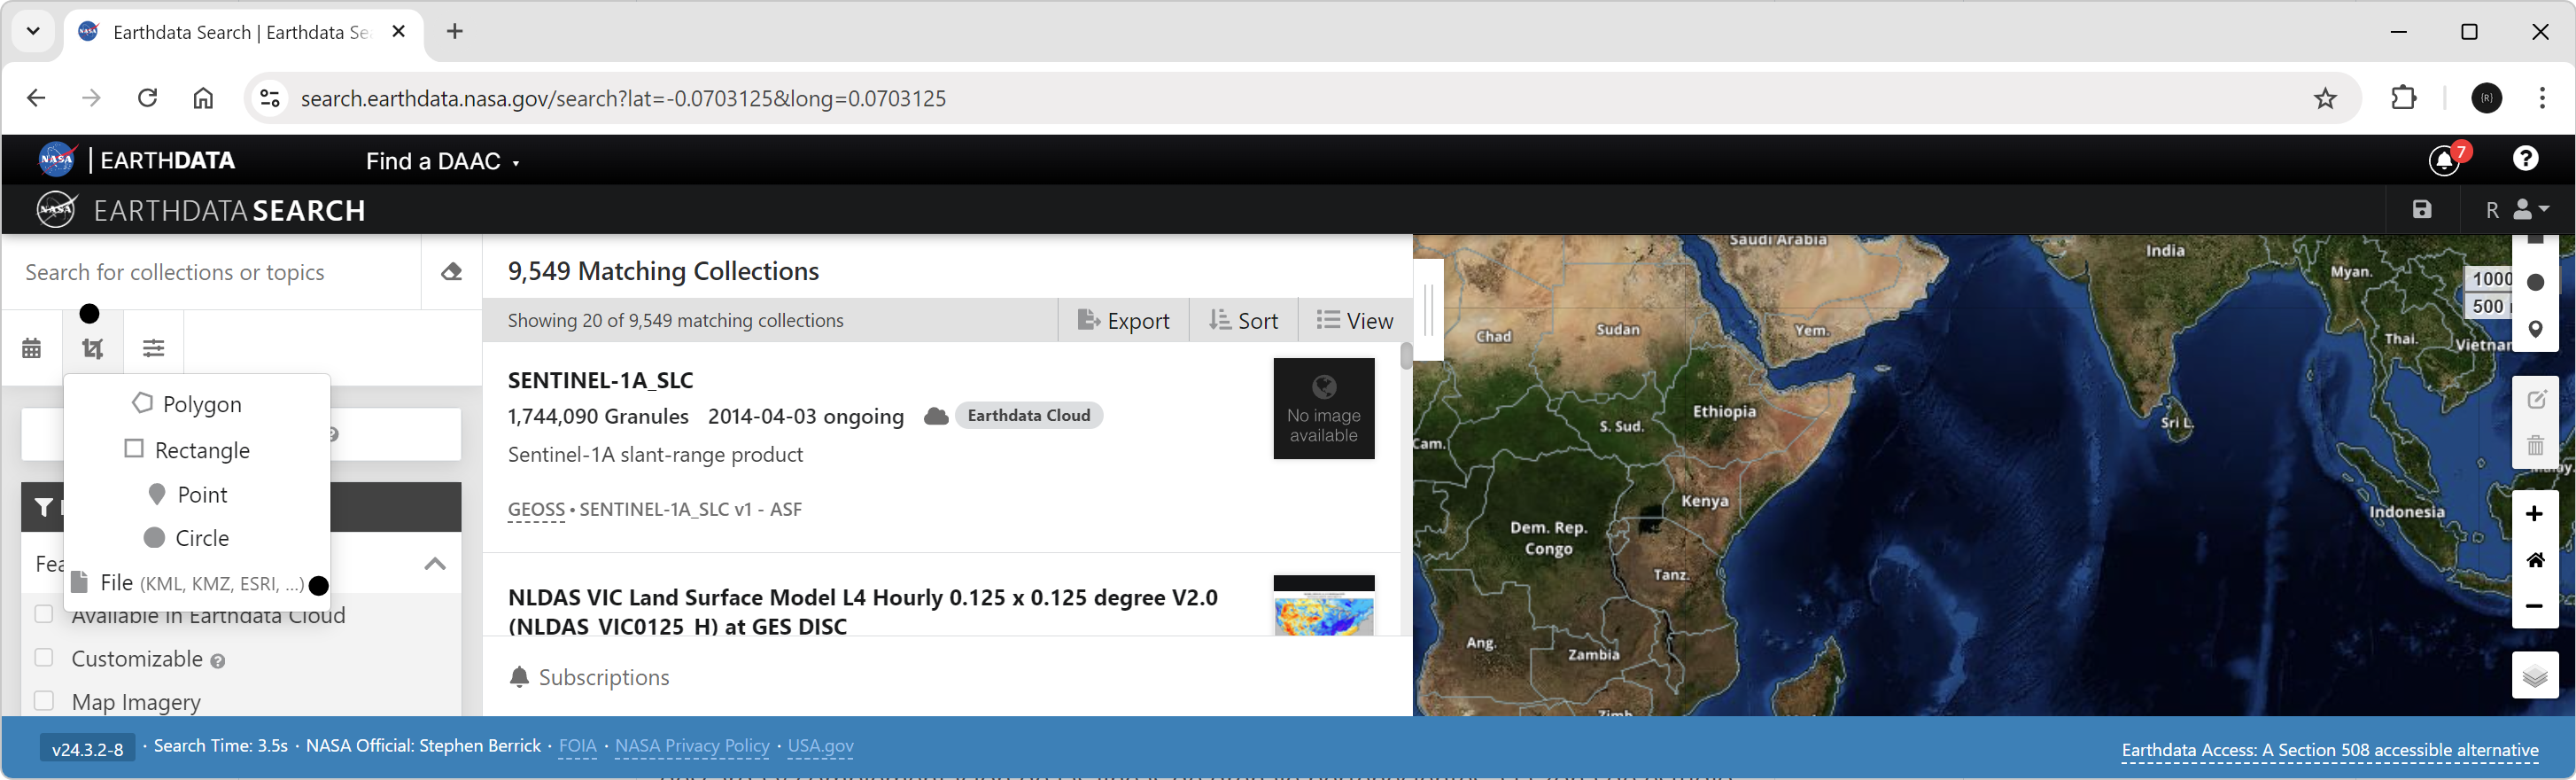 Earthdata Search | Earthdata Se
search.earthdata.nasa.gov/search?lat=-0.0703125&long=0.0703125
{R}
NASA | EARTHDATA
Find a DAAC
7
NASA EARTHDATA SEARCH
R
Search for collections or topics
Polygon
Rectangle
Point
Circle
File (KML, KMZ, ESRI, ...)
Available in Earthdata Cloud
Customizable
Map Imagery
9,549 Matching Collections
Showing 20 of 9,549 matching collections
Export
Sort
View
SENTINEL-1A_SLC
1,744,090 Granules 2014-04-03 ongoing Earthdata Cloud
Sentinel-1A slant-range product
GEOSS • SENTINEL-1A_SLC v1 - ASF
No image
available
NLDAS VIC Land Surface Model L4 Hourly 0.125 x 0.125 degree V2.0
(NLDAS_VIC0125_H) at GES DISC
Subscriptions
Saudi Arabia
India
Myan.
1000
500
Chad
Sudan
Yem.
Thai.
Vietnam
Ethiopia
S. Sud.
Cam.
Sri L.
Kenya
Dem. Rep.
Congo
Indonesia
Tanz.
Ang.
Zambia
Zimb.
v24.3.2-8 · Search Time: 3.5s · NASA Official: Stephen Berrick · FOIA · NASA Privacy Policy · USA.gov
Earthdata Access: A Section 508 accessible alternative